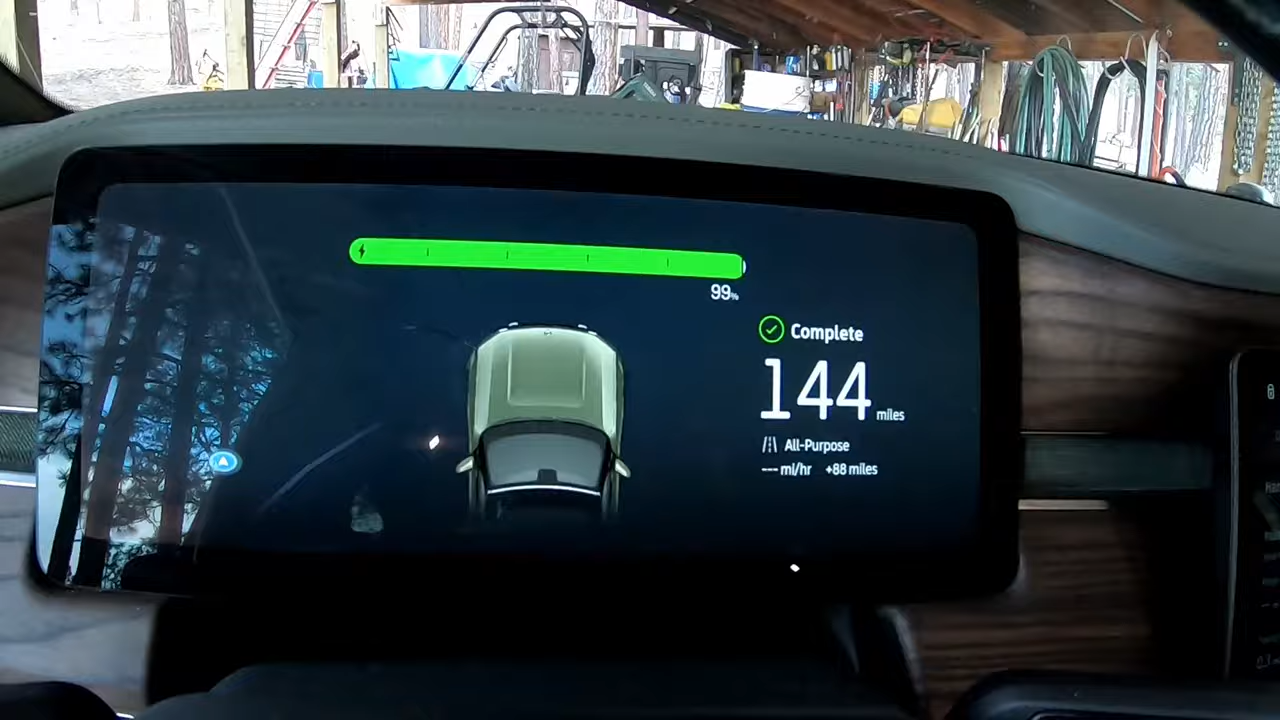 99%
Complete
144 miles
All-Purpose
--- mi/hr +88 miles